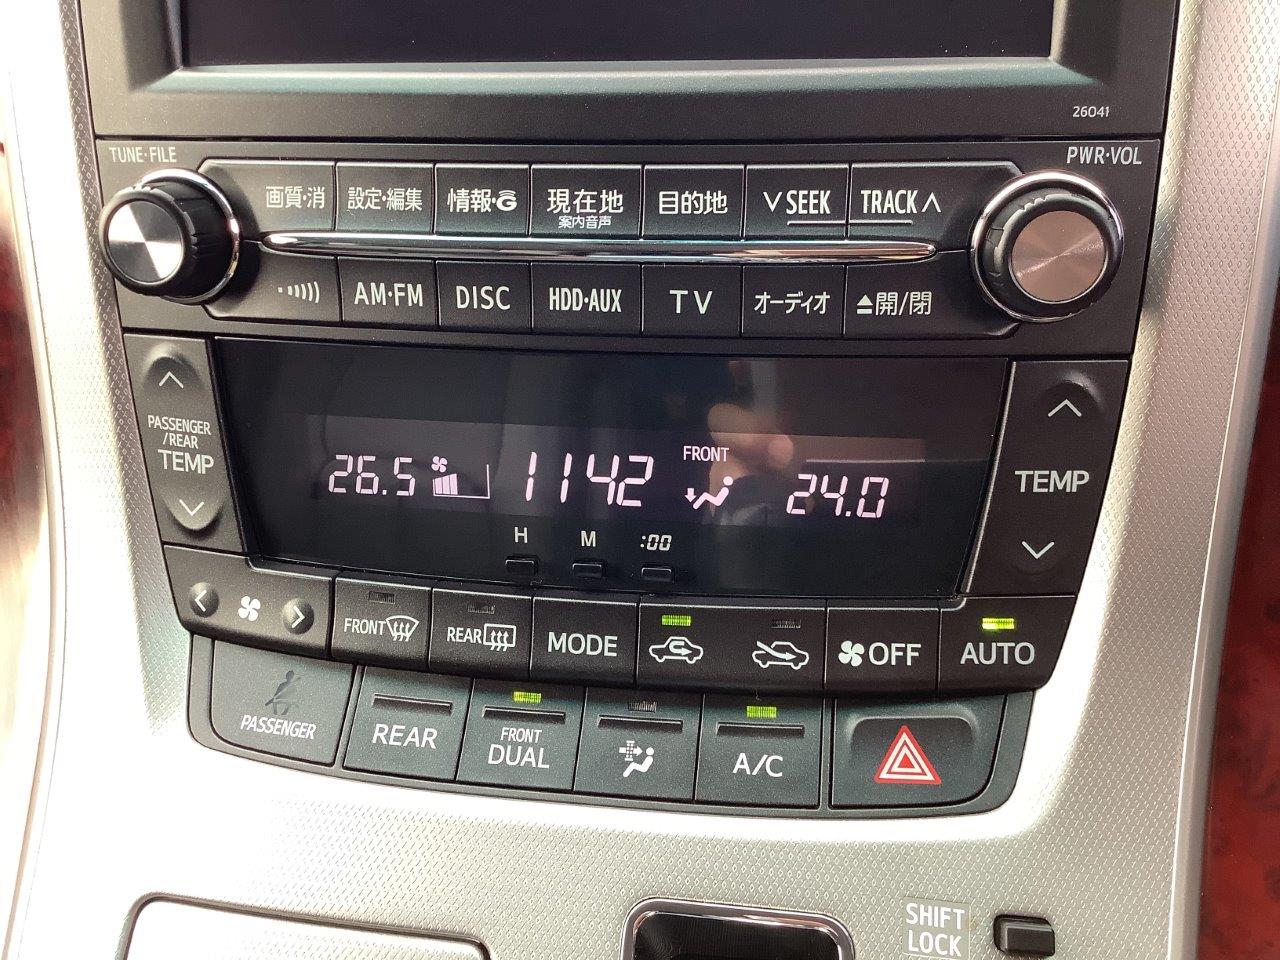 26041
TUNE·FILE
PWR·VOL
画質·消
設定·編集
情報·G
現在地
案内音声
目的地
∨ SEEK
TRACK ∧
AM·FM
DISC
HDD·AUX
TV
オーディオ
開/閉
PASSENGER
/REAR
TEMP
26.5
1142
FRONT
24.0
TEMP
H
M
:00
FRONT
REAR
MODE
OFF
AUTO
PASSENGER
REAR
FRONT
DUAL
A/C
SHIFT
LOCK